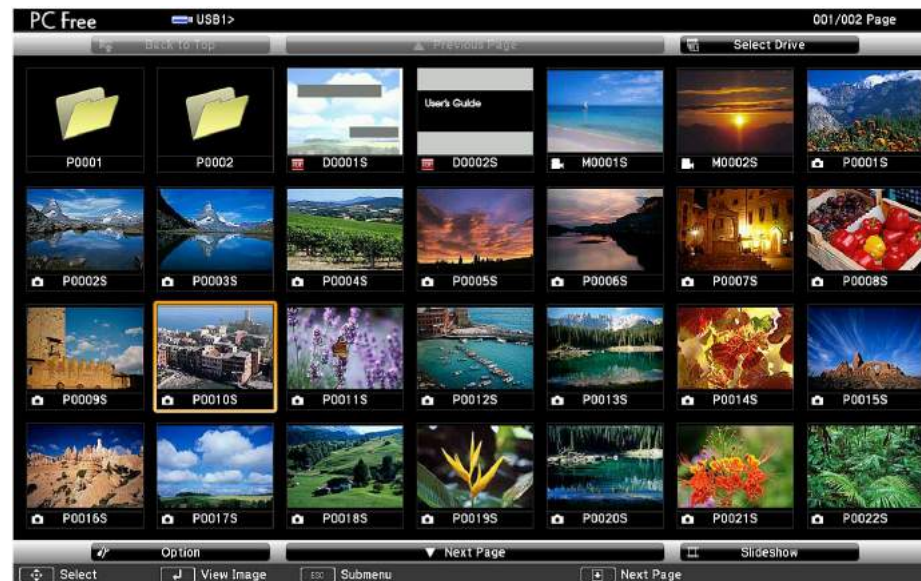 PC Free USB1> 001/002 Page
Back to Top ▲ Previous Page Select Drive
User's Guide
P0001 P0002 D0001S D0002S M0001S M0002S P0001S
P0002S P0003S P0004S P0005S P0006S P0007S P0008S
P0009S P0010S P0011S P0012S P0013S P0014S P0015S
P0016S P0017S P0018S P0019S P0020S P0021S P0022S
Option ▼ Next Page Slideshow
Select View Image ESC Submenu Next Page